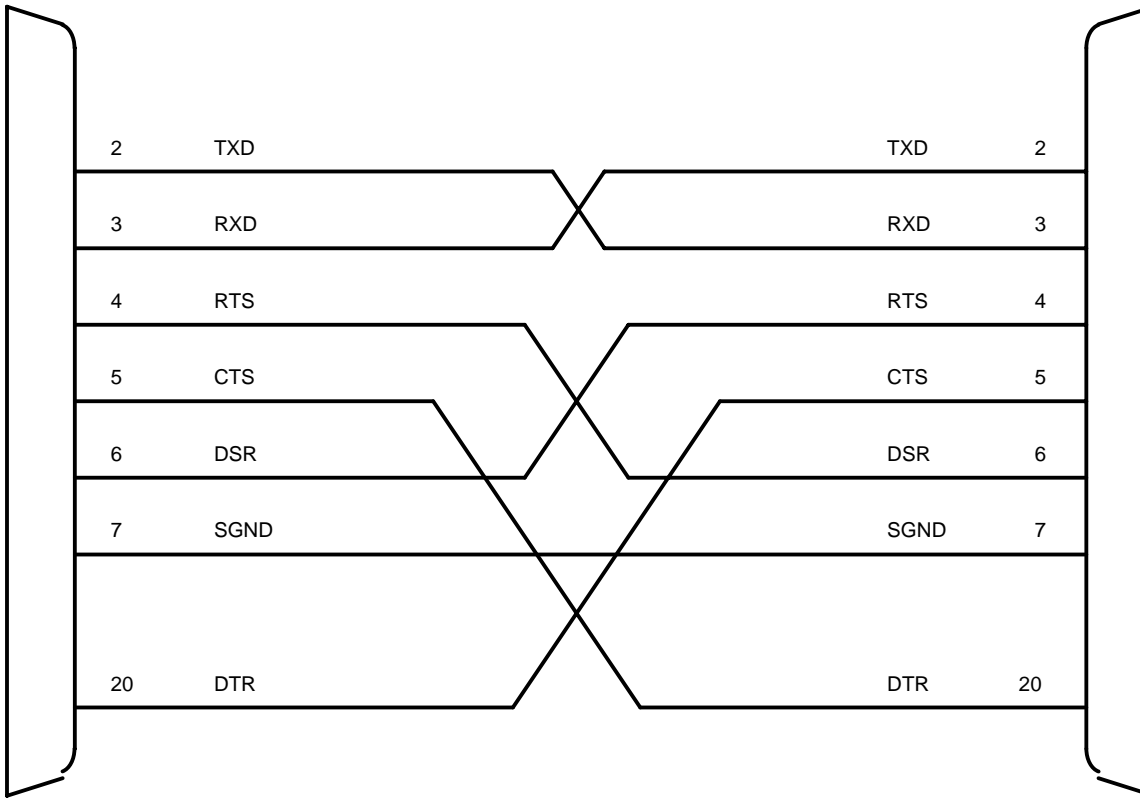 2 TXD TXD 2
3 RXD RXD 3
4 RTS RTS 4
5 CTS CTS 5
6 DSR DSR 6
7 SGND SGND 7
20 DTR DTR 20